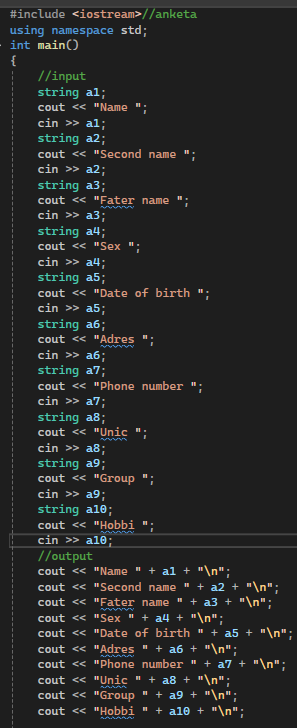 #include <iostream>//anketa
using namespace std;
int main()
{
//input
string a1;
cout << "Name ";
cin >> a1;
string a2;
cout << "Second name ";
cin >> a2;
string a3;
cout << "Fater name ";
cin >> a3;
string a4;
cout << "Sex ";
cin >> a4;
string a5;
cout << "Date of birth ";
cin >> a5;
string a6;
cout << "Adres ";
cin >> a6;
string a7;
cout << "Phone number ";
cin >> a7;
string a8;
cout << "Unic ";
cin >> a8;
string a9;
cout << "Group ";
cin >> a9;
string a10;
cout << "Hobbi ";
cin >> a10;
//output
cout << "Name " + a1 + "\n";
cout << "Second name " + a2 + "\n";
cout << "Fater name " + a3 + "\n";
cout << "Sex " + a4 + "\n";
cout << "Date of birth " + a5 + "\n";
cout << "Adres " + a6 + "\n";
cout << "Phone number " + a7 + "\n";
cout << "Unic " + a8 + "\n";
cout << "Group " + a9 + "\n";
cout << "Hobbi " + a10 + "\n";